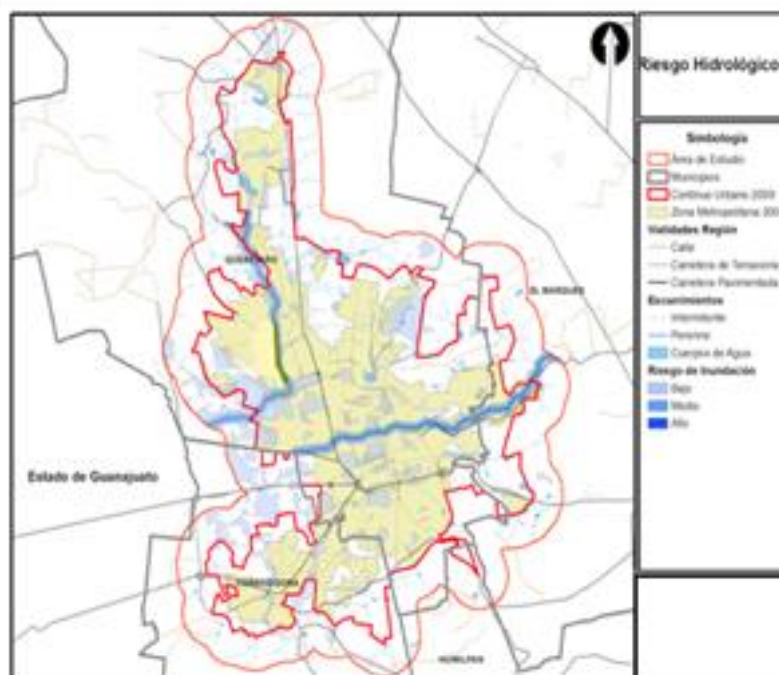 Riesgo Hidrológico
Simbología
Área de Estudio
Municipios
Continuo Urbano 2009
Zona Metropolitana 200
Vialidades Región
Calle
Carretera de Terracería
Carretera Pavimentada
Escurrimientos
Intermitente
Perenne
Cuerpos de Agua
Riesgo de Inundación
Bajo
Medio
Alto
QUERÉTARO
EL MARQUÉS
Estado de Guanajuato
CORREGIDORA
HUIMILPAN